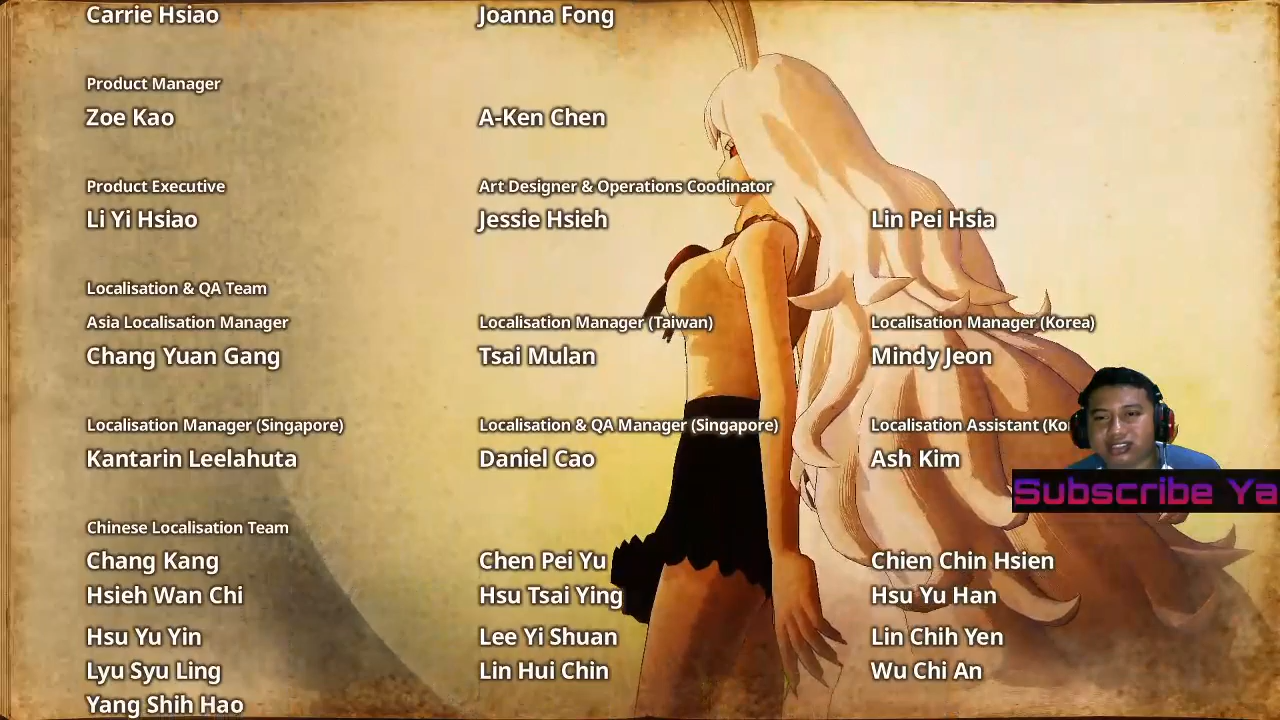 Carrie Hsiao Joanna Fong
Product Manager
Zoe Kao A-Ken Chen
Product Executive Art Designer & Operations Coodinator
Li Yi Hsiao Jessie Hsieh Lin Pei Hsia
Localisation & QA Team
Asia Localisation Manager Localisation Manager (Taiwan) Localisation Manager (Korea)
Chang Yuan Gang Tsai Mulan Mindy Jeon
Localisation Manager (Singapore) Localisation & QA Manager (Singapore) Localisation Assistant (Ko
Kantarin Leelahuta Daniel Cao Ash Kim
Subscribe Ya
Chinese Localisation Team
Chang Kang Chen Pei Yu Chien Chin Hsien
Hsieh Wan Chi Hsu Tsai Ying Hsu Yu Han
Hsu Yu Yin Lee Yi Shuan Lin Chih Yen
Lyu Syu Ling Lin Hui Chin Wu Chi An
Yang Shih Hao